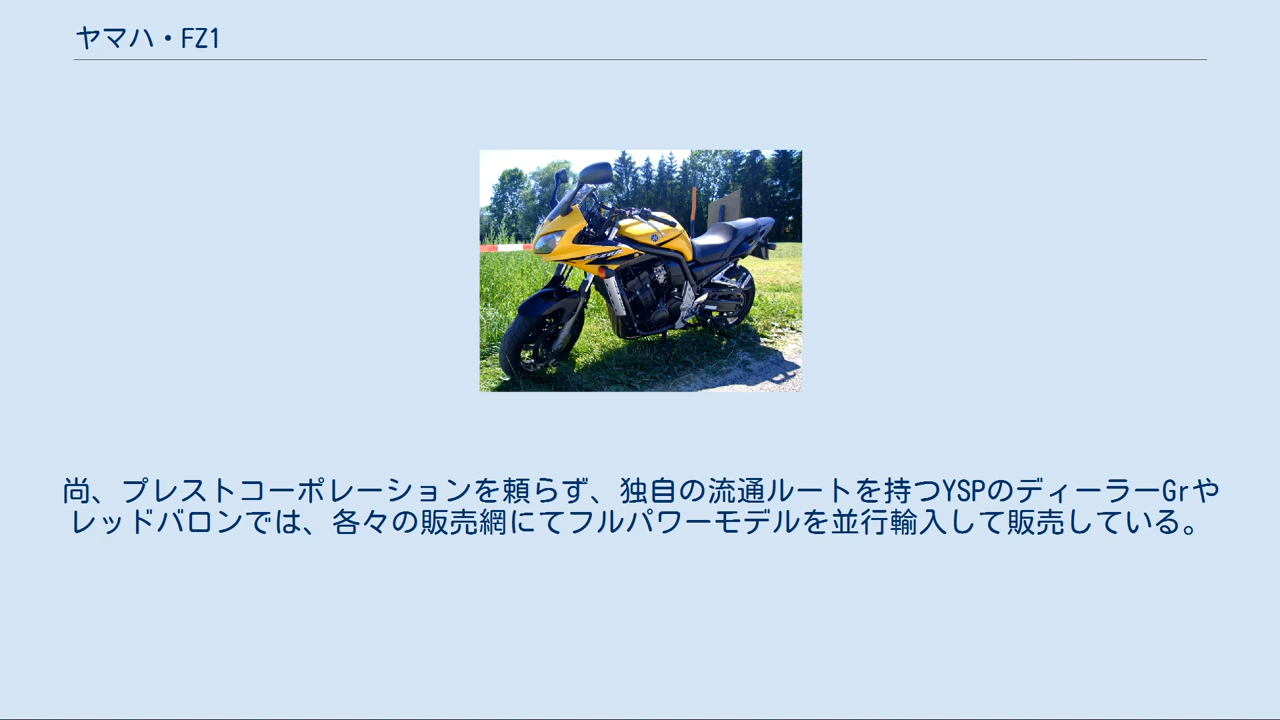 ヤマハ・FZ1
尚、プレストコーポレーションを頼らず、独自の流通ルートを持つYSPのディーラーGrや
レッドバロンでは、各々の販売網にてフルパワーモデルを並行輸入して販売している。